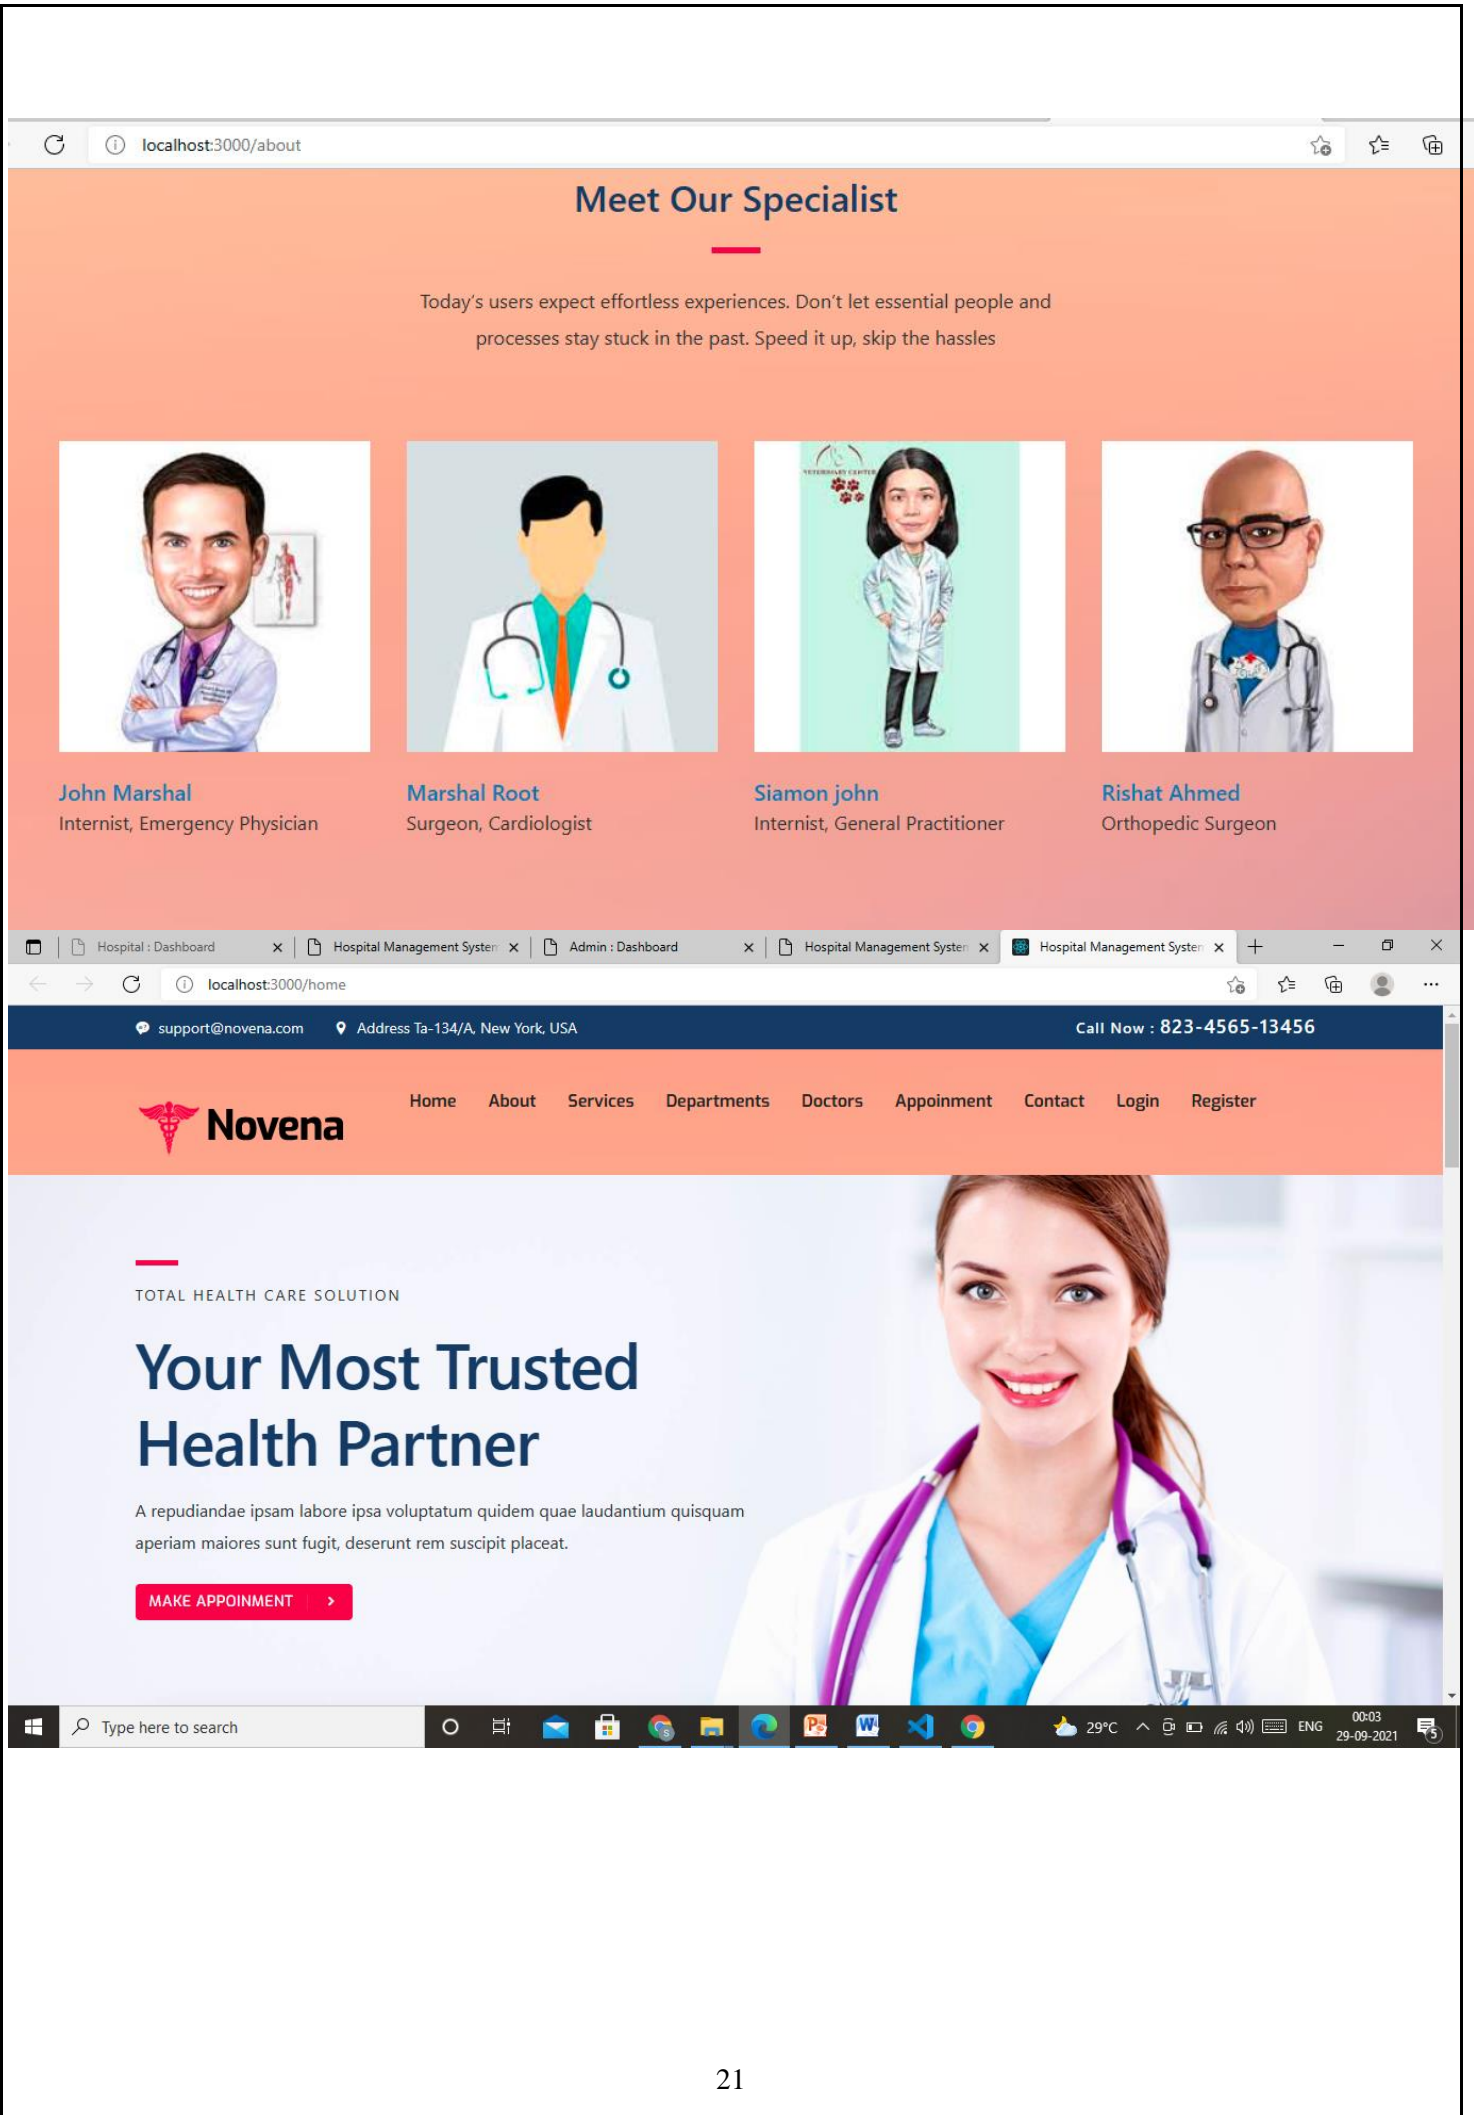 localhost:3000/about
Meet Our Specialist
Today's users expect effortless experiences. Don't let essential people and
processes stay stuck in the past. Speed it up, skip the hassles
VETERINARY CENTER
John Marshal
Internist, Emergency Physician
Marshal Root
Surgeon, Cardiologist
Siamon john
Internist, General Practitioner
Rishat Ahmed
Orthopedic Surgeon
Hospital : Dashboard
Hospital Management System
Admin : Dashboard
Hospital Management System
Hospital Management System
localhost:3000/home
support@novena.com Address Ta-134/A, New York, USA
Call Now : 823-4565-13456
Novena
Home About Services Departments Doctors Appoinment Contact Login Register
TOTAL HEALTH CARE SOLUTION
Your Most Trusted
Health Partner
A repudiandae ipsam labore ipsa voluptatum quidem quae laudantium quisquam
aperiam maiores sunt fugit, deserunt rem suscipit placeat.
MAKE APPOINMENT
Type here to search
29°C
ENG
00:03
29-09-2021
5
21